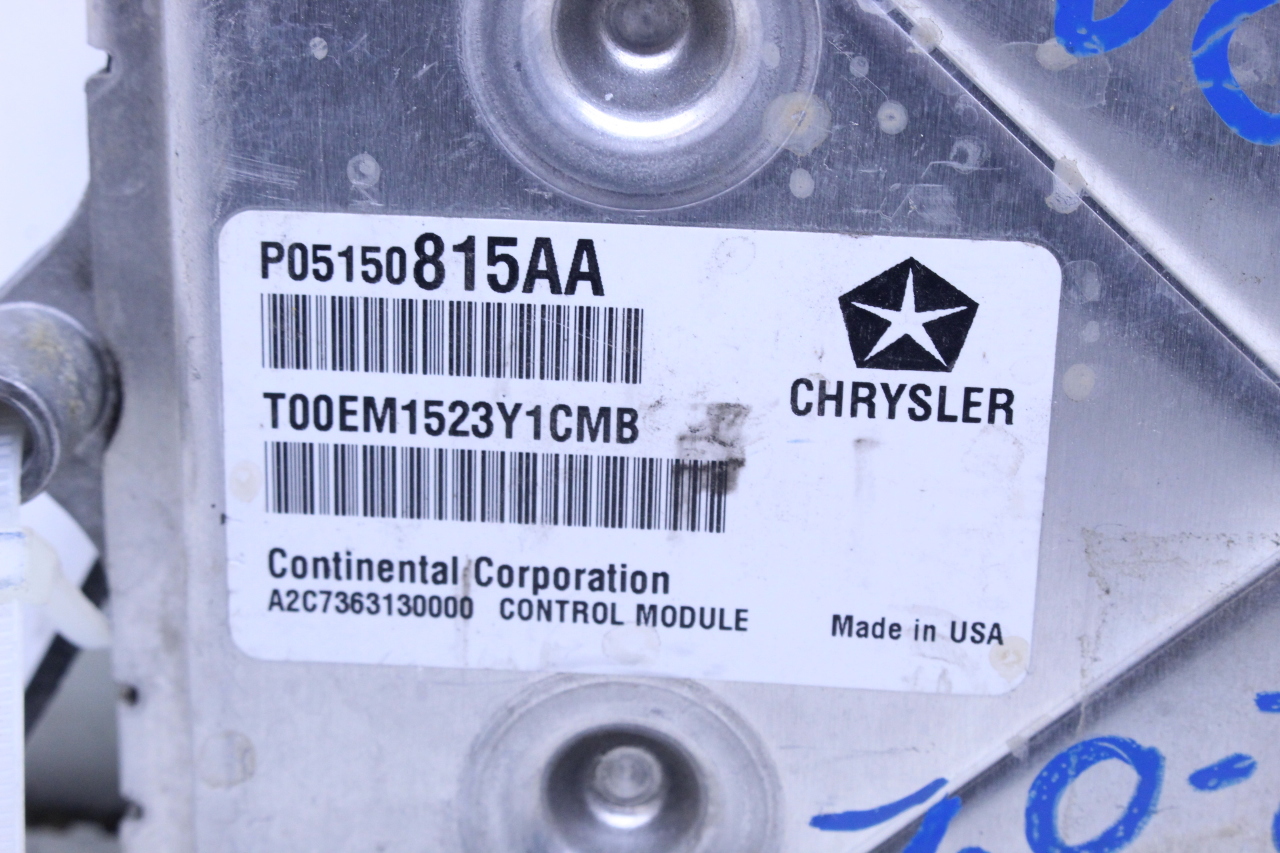 P05150815AA
CHRYSLER
T00EM1523Y1CMB
Continental Corporation
A2C7363130000 CONTROL MODULE
Made in USA